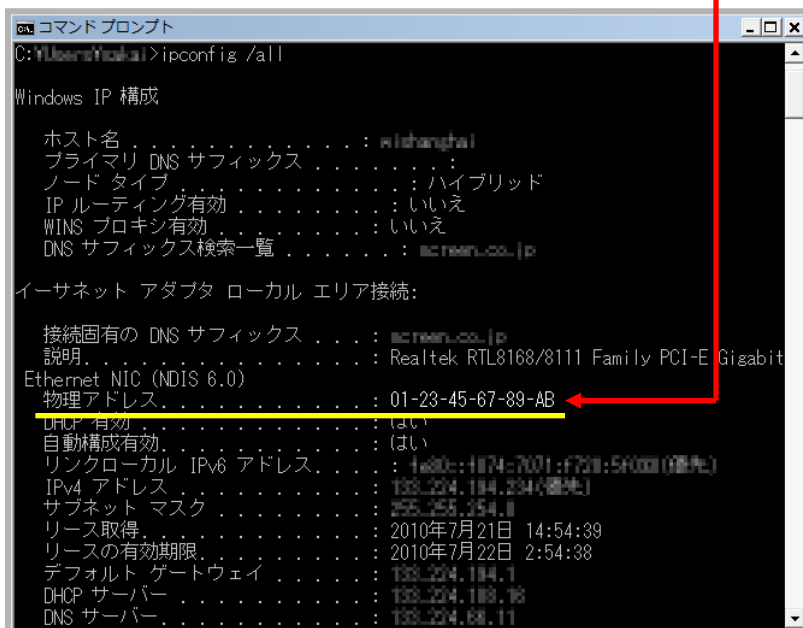 コマンド プロンプト
C:¥>ipconfig /all
Windows IP 構成
ホスト名 . . . . . . . . . . . . :
プライマリ DNS サフィックス . . . . . . . :
ノード タイプ . . . . . . . . . . . . : ハイブリッド
IP ルーティング有効 . . . . . . . . : いいえ
WINS プロキシ有効 . . . . . . . . : いいえ
DNS サフィックス検索一覧 . . . . . . :
イーサネット アダプタ ローカル エリア接続:
接続固有の DNS サフィックス . . . :
説明. . . . . . . . . . . . . . . : Realtek RTL8168/8111 Family PCI-E Gigabit
Ethernet NIC (NDIS 6.0)
物理アドレス. . . . . . . . . . . : 01-23-45-67-89-AB
DHCP 有効 . . . . . . . . . . . . : はい
自動構成有効. . . . . . . . . . . : はい
リンクローカル IPv6 アドレス. . . . :
IPv4 アドレス . . . . . . . . . . :
サブネット マスク . . . . . . . . :
リース取得. . . . . . . . . . . . : 2010年7月21日 14:54:39
リースの有効期限. . . . . . . . . : 2010年7月22日 2:54:38
デフォルト ゲートウェイ . . . . . :
DHCP サーバー . . . . . . . . . . :
DNS サーバー. . . . . . . . . . . :